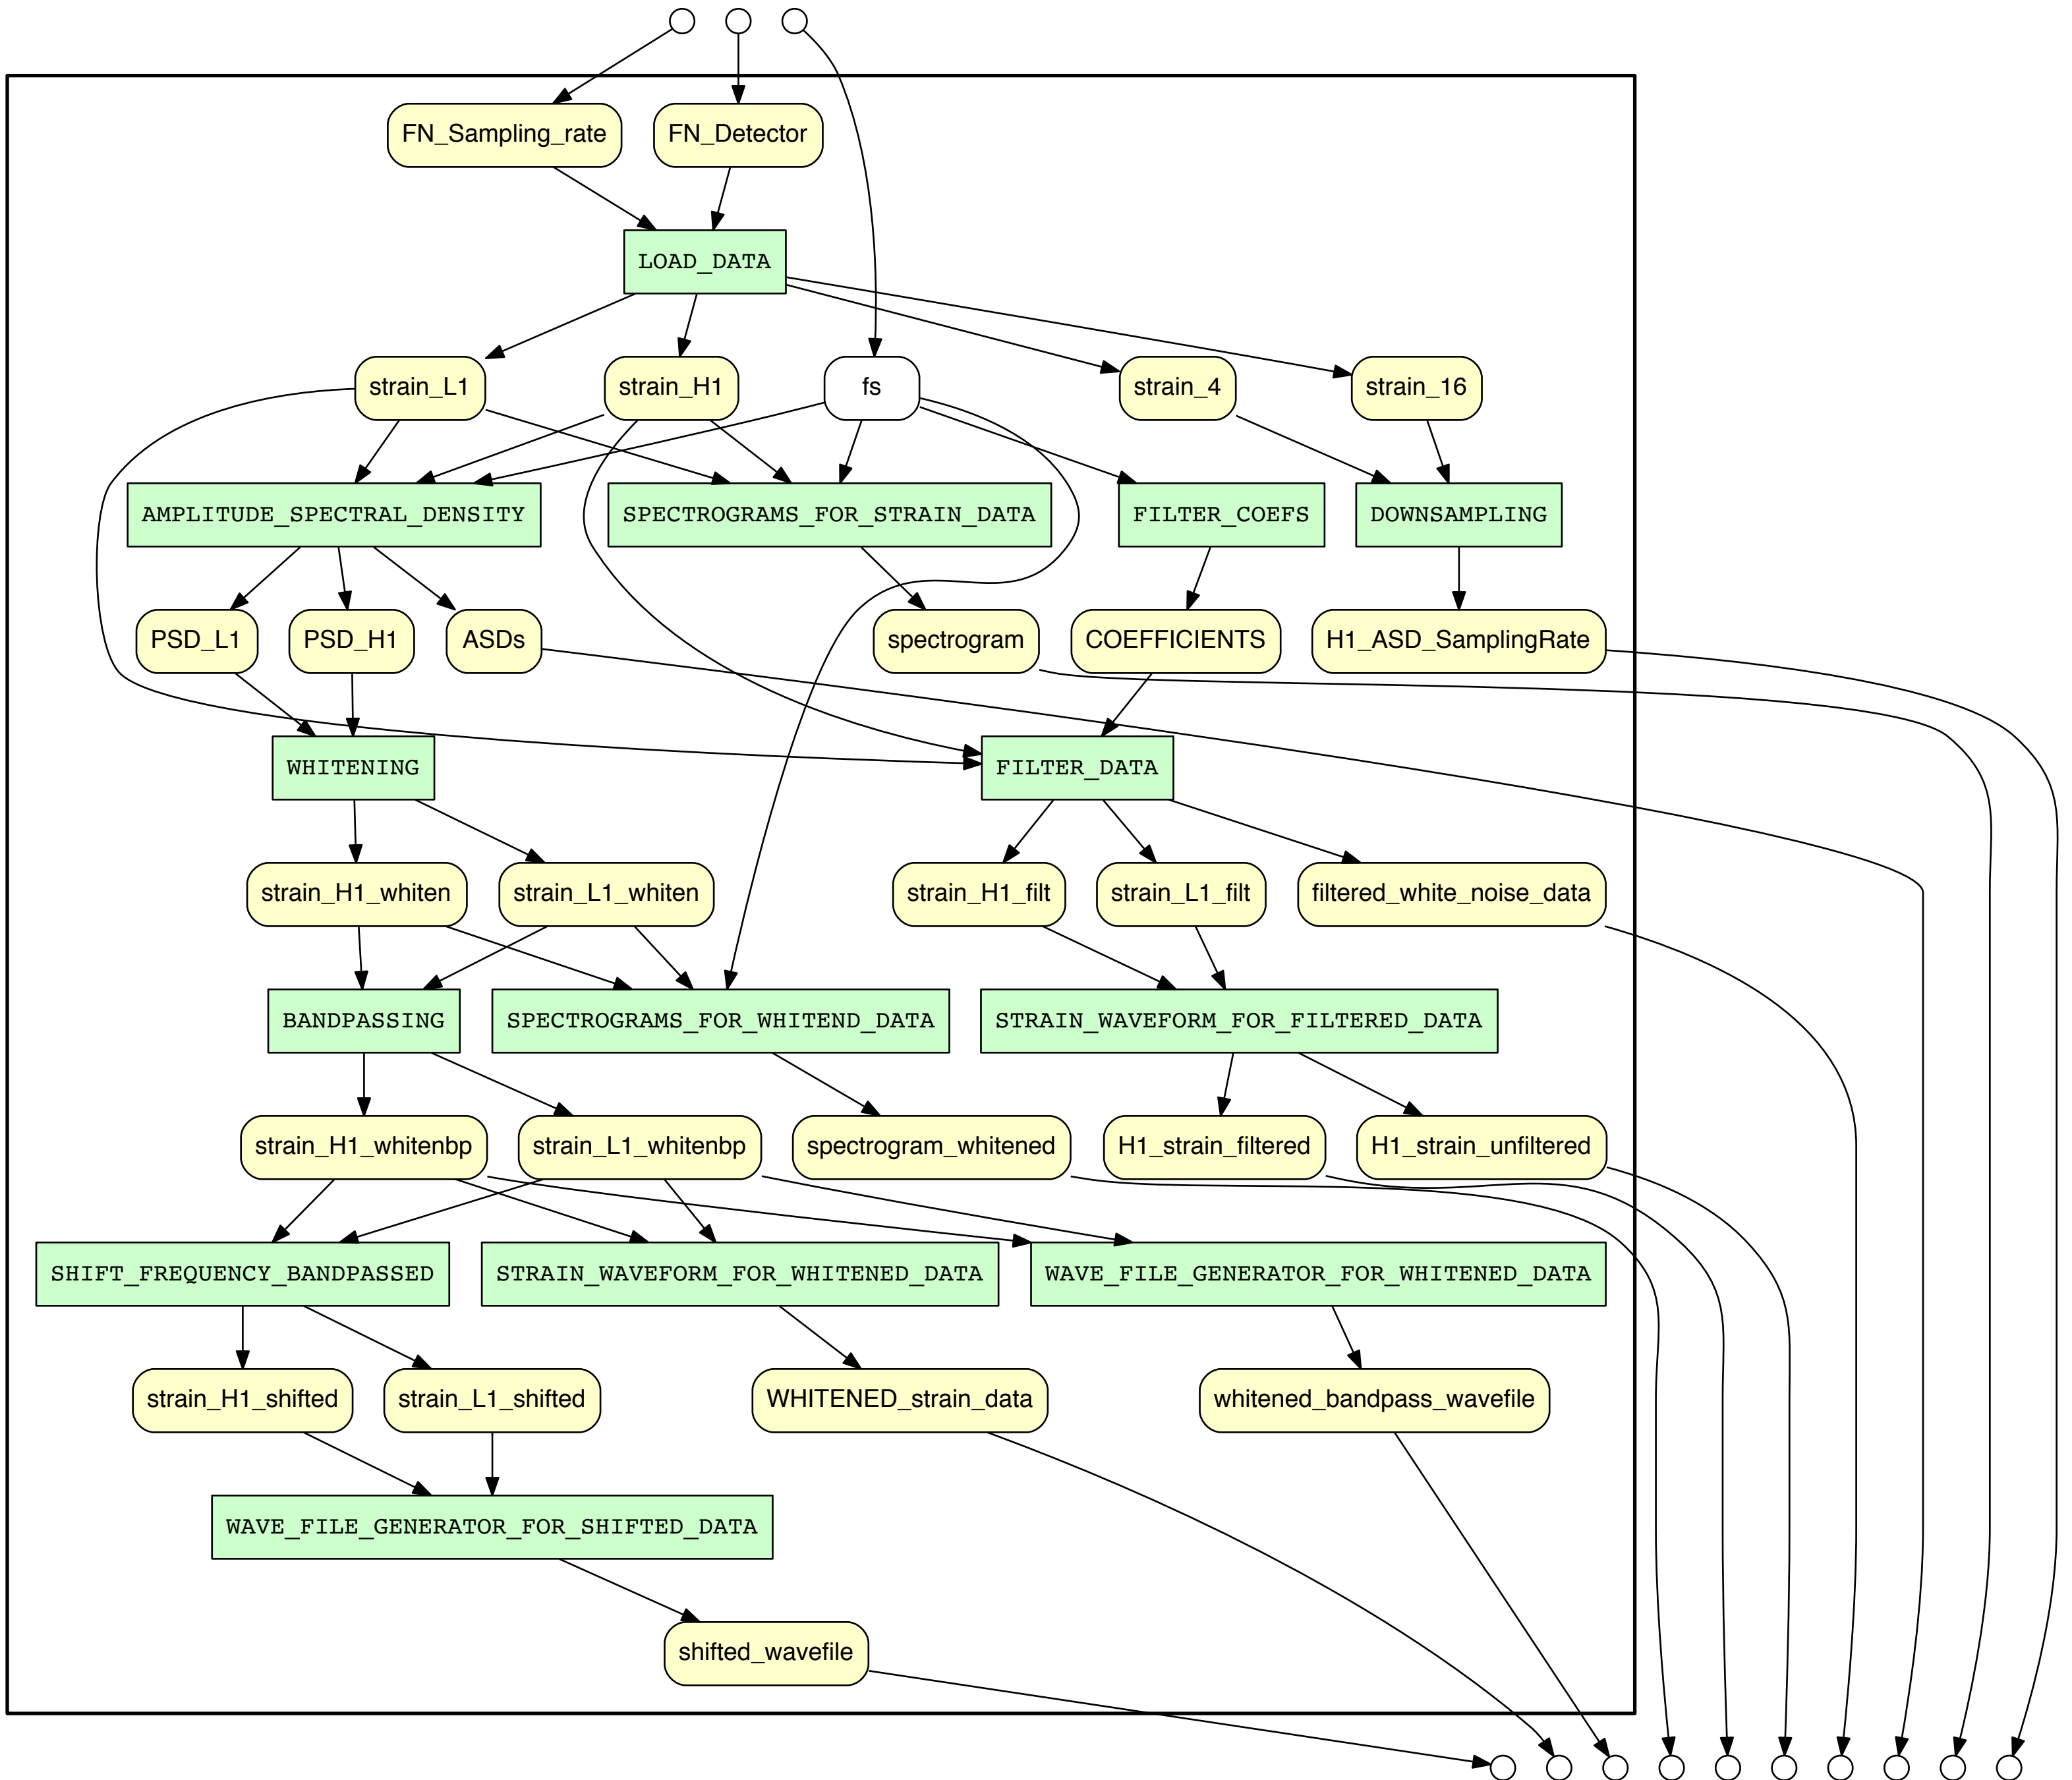 FN_Sampling_rate
FN_Detector
LOAD_DATA
strain_L1
strain_H1
fs
strain_4
strain_16
AMPLITUDE_SPECTRAL_DENSITY
SPECTROGRAMS_FOR_STRAIN_DATA
FILTER_COEFS
DOWNSAMPLING
PSD_L1
PSD_H1
ASDs
spectrogram
COEFFICIENTS
H1_ASD_SamplingRate
WHITENING
FILTER_DATA
strain_H1_whiten
strain_L1_whiten
strain_H1_filt
strain_L1_filt
filtered_white_noise_data
BANDPASSING
SPECTROGRAMS_FOR_WHITEND_DATA
STRAIN_WAVEFORM_FOR_FILTERED_DATA
strain_H1_whitenbp
strain_L1_whitenbp
spectrogram_whitened
H1_strain_filtered
H1_strain_unfiltered
SHIFT_FREQUENCY_BANDPASSED
STRAIN_WAVEFORM_FOR_WHITENED_DATA
WAVE_FILE_GENERATOR_FOR_WHITENED_DATA
strain_H1_shifted
strain_L1_shifted
WHITENED_strain_data
whitened_bandpass_wavefile
WAVE_FILE_GENERATOR_FOR_SHIFTED_DATA
shifted_wavefile